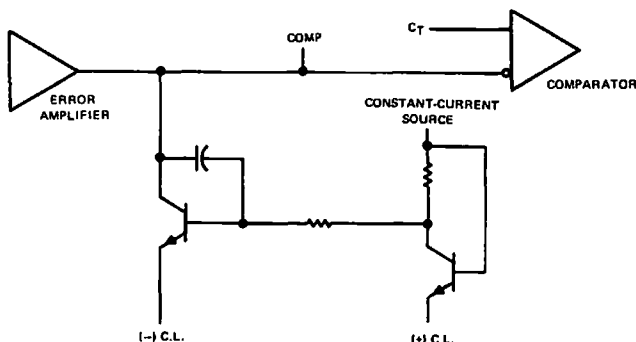 COMP
C_T
ERROR
AMPLIFIER
COMPARATOR
CONSTANT-CURRENT
SOURCE
(−) C.L.
(+) C.L.